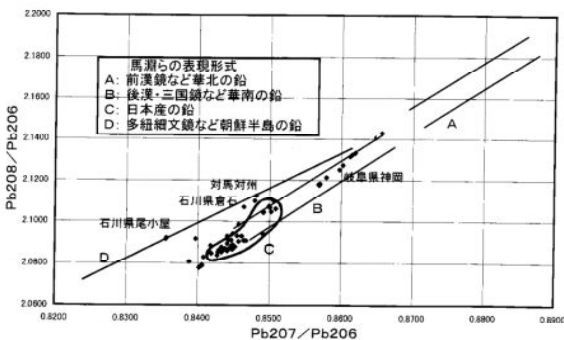 馬淵らの表現形式
A: 前漢鏡など華北の鉛
B: 後漢・三国鏡など華南の鉛
C: 日本産の鉛
D: 多紐細文鏡など朝鮮半島の鉛
A
対馬対州
石川県倉石
岐阜県神岡
石川県尾小屋
B
C
D
Pb208/Pb206
2.2000
2.1800
2.1600
2.1400
2.1200
2.1000
2.0800
2.0600
0.8200
0.8300
0.8400
0.8500
0.8600
0.8700
0.8800
0.8900
Pb207/Pb206